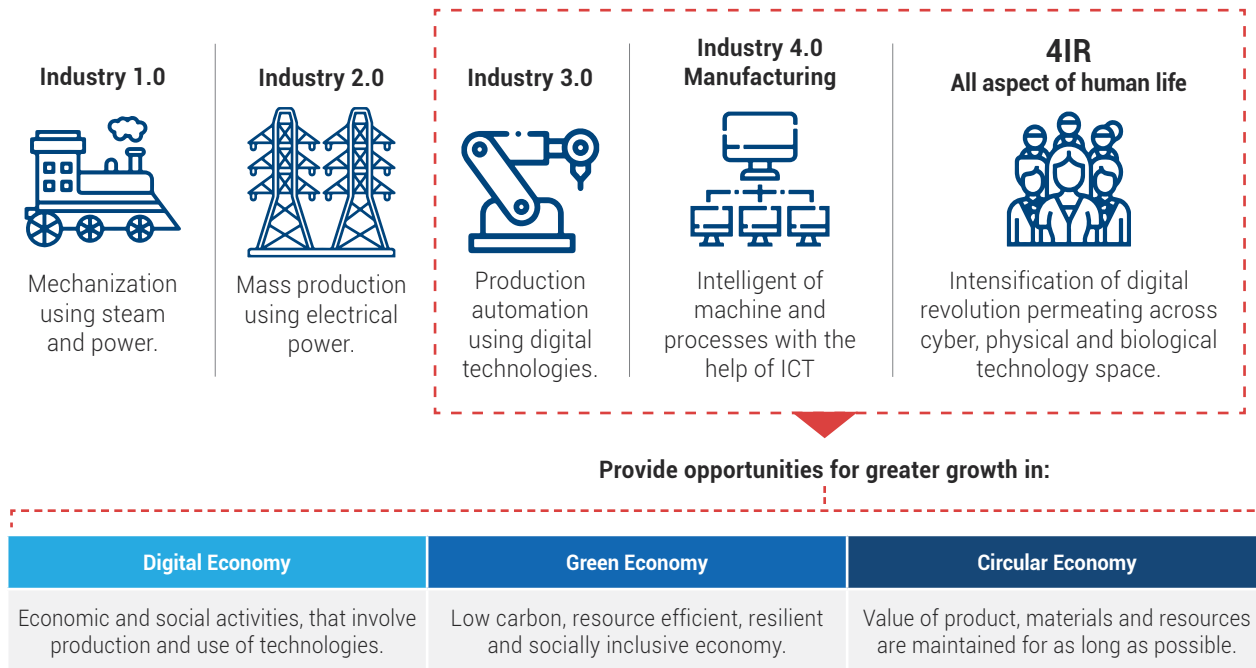 Industry 1.0
Mechanization
using steam
and power.
Industry 2.0
Mass production
using electrical
power.
Industry 3.0
Production
automation
using digital
technologies.
Industry 4.0
Manufacturing
Intelligent of
machine and
processes with the
help of ICT
4IR
All aspect of human life
Intensification of digital
revolution permeating across
cyber, physical and biological
technology space.
Provide opportunities for greater growth in:
Digital Economy
Economic and social activities, that involve
production and use of technologies.
Green Economy
Low carbon, resource efficient, resilient
and socially inclusive economy.
Circular Economy
Value of product, materials and resources
are maintained for as long as possible.